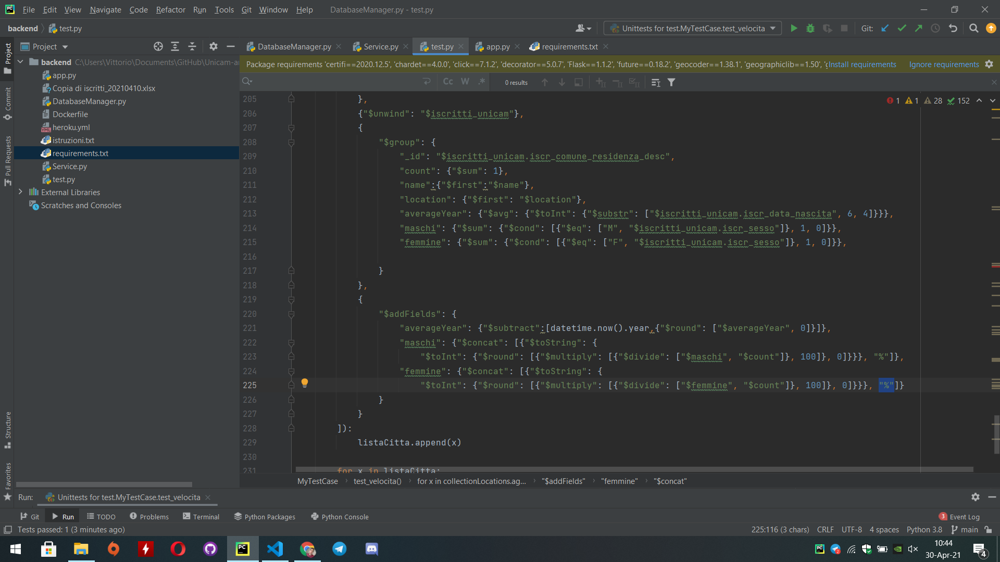 File Edit View Navigate Code Refactor Run Tools Git Window Help DatabaseManager.py - test.py
backend test.py Unittests for test.MyTestCase.test_velocita Git:
Project DatabaseManager.py Service.py test.py app.py requirements.txt
Project
Commit
Pull Requests
Structure
Favorites
backend C:\Users\Vittorio\Documents\GitHub\Unicam-a
app.py
Copia di iscritti_20210410.xlsx
DatabaseManager.py
Dockerfile
heroku.yml
istruzioni.txt
requirements.txt
Service.py
test.py
External Libraries
Scratches and Consoles
Package requirements 'certifi==2020.12.5', 'chardet==4.0.0', 'click==7.1.2', 'decorator==5.0.7', 'Flask==1.1.2', 'future==0.18.2', 'geocoder==1.38.1', 'geographiclib==1.50', 'g Install requirements Ignore requirements
Cc W .* 0 results
1 1 28 152
205 },
206 {"$unwind": "$iscritti_unicam"},
207 {
208 "$group": {
209 "_id": "$iscritti_unicam.iscr_comune_residenza_desc",
210 "count": {"$sum": 1},
211 "name":{"$first":"$name"},
212 "location": {"$first": "$location"},
213 "averageYear": {"$avg": {"$toInt": {"$substr": ["$iscritti_unicam.iscr_data_nascita", 6, 4]}}},
214 "maschi": {"$sum": {"$cond": [{"$eq": ["M", "$iscritti_unicam.iscr_sesso"]}, 1, 0]}},
215 "femmine": {"$sum": {"$cond": [{"$eq": ["F", "$iscritti_unicam.iscr_sesso"]}, 1, 0]}},
216
217 }
218 },
219 {
220 "$addFields": {
221 "averageYear": {"$subtract":[datetime.now().year,{"$round": ["$averageYear", 0]}]},
222 "maschi": {"$concat": [{"$toString": {
223 "$toInt": {"$round": [{"$multiply": [{"$divide": ["$maschi", "$count"]}, 100]}, 0]}}}, "%"]},
224 "femmine": {"$concat": [{"$toString": {
225 "$toInt": {"$round": [{"$multiply": [{"$divide": ["$femmine", "$count"]}, 100]}, 0]}}}, "%"]}
226 }
227 }
228 ]):
229 listaCitta.append(x)
230
231 for x in listaCitta:
MyTestCase test_velocita() for x in collectionLocations.ag... "$addFields" "femmine" "$concat"
Run: Unittests for test.MyTestCase.test_velocita
Git Run TODO Problems Terminal Python Packages Python Console 3 Event Log
Tests passed: 1 (3 minutes ago) 225:116 (3 chars) CRLF UTF-8 4 spaces Python 3.8 main
10:44
30-Apr-21
4